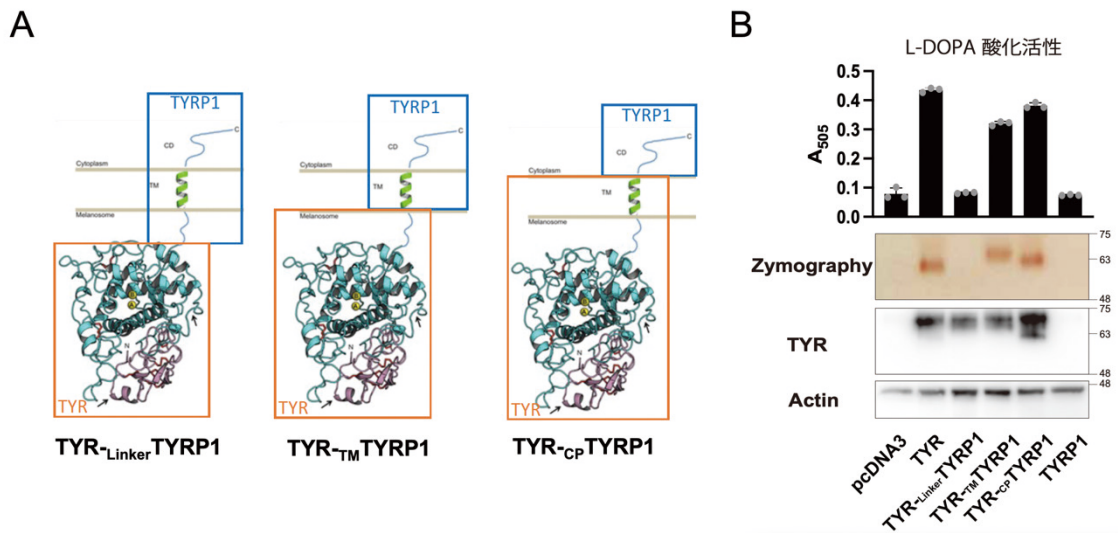 A
TYRP1
CD
C
Cytoplasm
TM
Melanosome
N
TYR
TYR-LinkerTYRP1
TYRP1
CD
C
Cytoplasm
TM
Melanosome
N
TYR
TYR-TMTYRP1
TYRP1
CD
C
Cytoplasm
TM
Melanosome
N
TYR
TYR-CPTYRP1
B
L-DOPA 酸化活性
A505
0.5
0.4
0.3
0.2
0.1
0.0
Zymography
75
63
48
TYR
75
63
48
Actin
48
pcDNA3
TYR
TYR-LinkerTYRP1
TYR-TMTYRP1
TYR-CPTYRP1
TYRP1